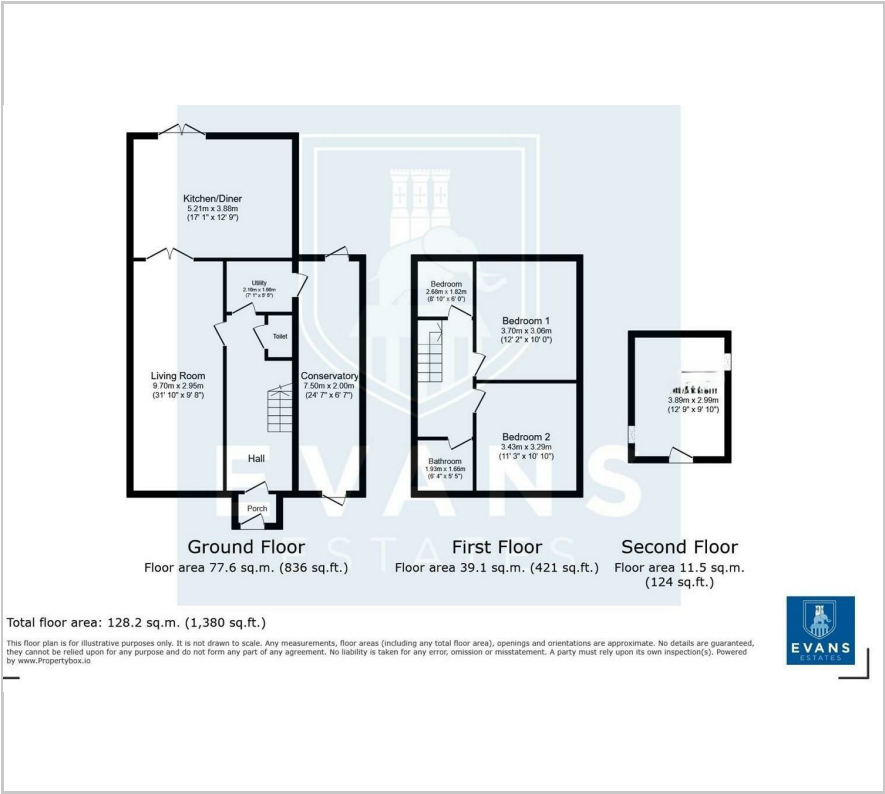 Kitchen/Diner
5.21m x 3.88m
(17' 1" x 12' 9")
Utility
2.16m x 1.66m
(7' 1" x 5' 5")
Toilet
Living Room
9.70m x 2.95m
(31' 10" x 9' 8")
Conservatory
7.50m x 2.00m
(24' 7" x 6' 7")
Hall
Porch
Bedroom
2.68m x 1.82m
(8' 10" x 6' 0")
Bedroom 1
3.70m x 3.06m
(12' 2" x 10' 0")
Bedroom 2
3.43m x 3.29m
(11' 3" x 10' 10")
Bathroom
1.93m x 1.66m
(6' 4" x 5' 5")
3.89m x 2.99m
(12' 9" x 9' 10")
EVANS
ESTATES
Ground Floor
Floor area 77.6 sq.m. (836 sq.ft.)
First Floor
Floor area 39.1 sq.m. (421 sq.ft.)
Second Floor
Floor area 11.5 sq.m.
(124 sq.ft.)
Total floor area: 128.2 sq.m. (1,380 sq.ft.)
This floor plan is for illustrative purposes only. It is not drawn to scale. Any measurements, floor areas (including any total floor area), openings and orientations are approximate. No details are guaranteed,
they cannot be relied upon for any purpose and do not form any part of any agreement. No liability is taken for any error, omission or misstatement. A party must rely upon its own inspection(s). Powered
by www.Propertybox.io
EVANS
ESTATES